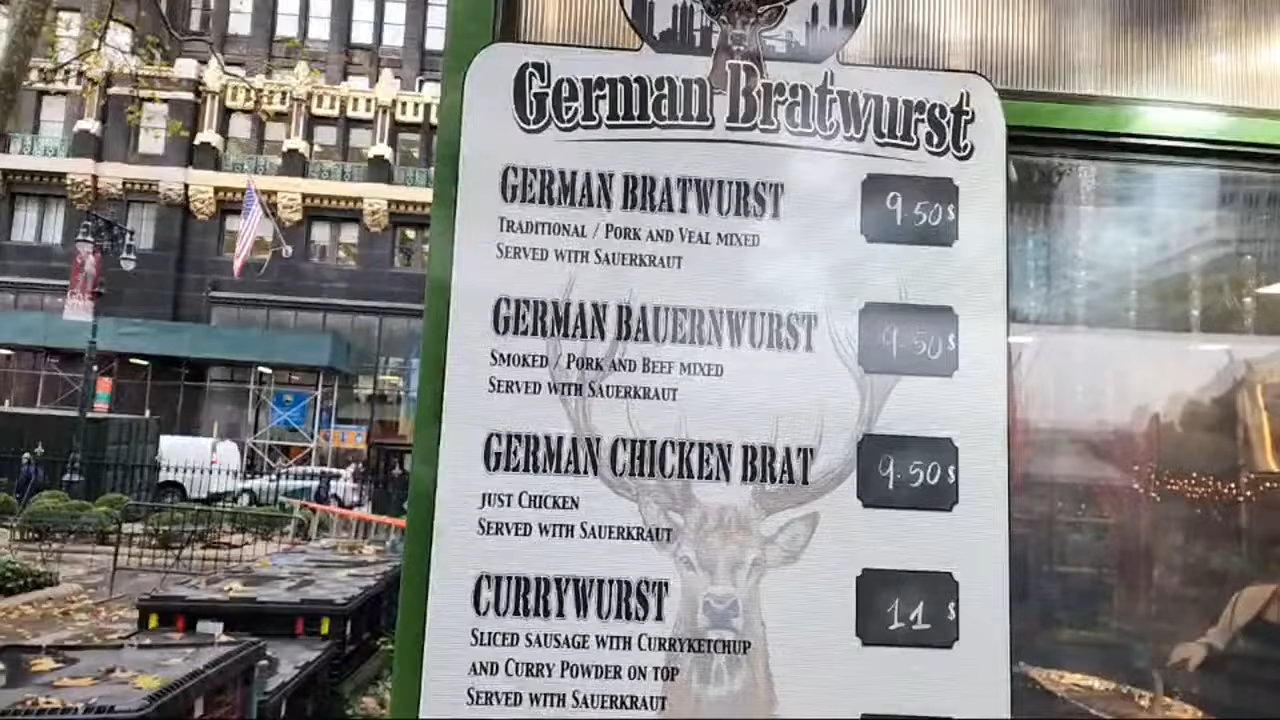 German Bratwurst
GERMAN BRATWURST
9.50$
TRADITIONAL / PORK AND VEAL MIXED
SERVED WITH SAUERKRAUT
GERMAN BAUERNWURST
9.50$
SMOKED / PORK AND BEEF MIXED
SERVED WITH SAUERKRAUT
GERMAN CHICKEN BRAT
9.50$
JUST CHICKEN
SERVED WITH SAUERKRAUT
CURRYWURST
11 $
SLICED SAUSAGE WITH CURRYKETCHUP
AND CURRY POWDER ON TOP
SERVED WITH SAUERKRAUT